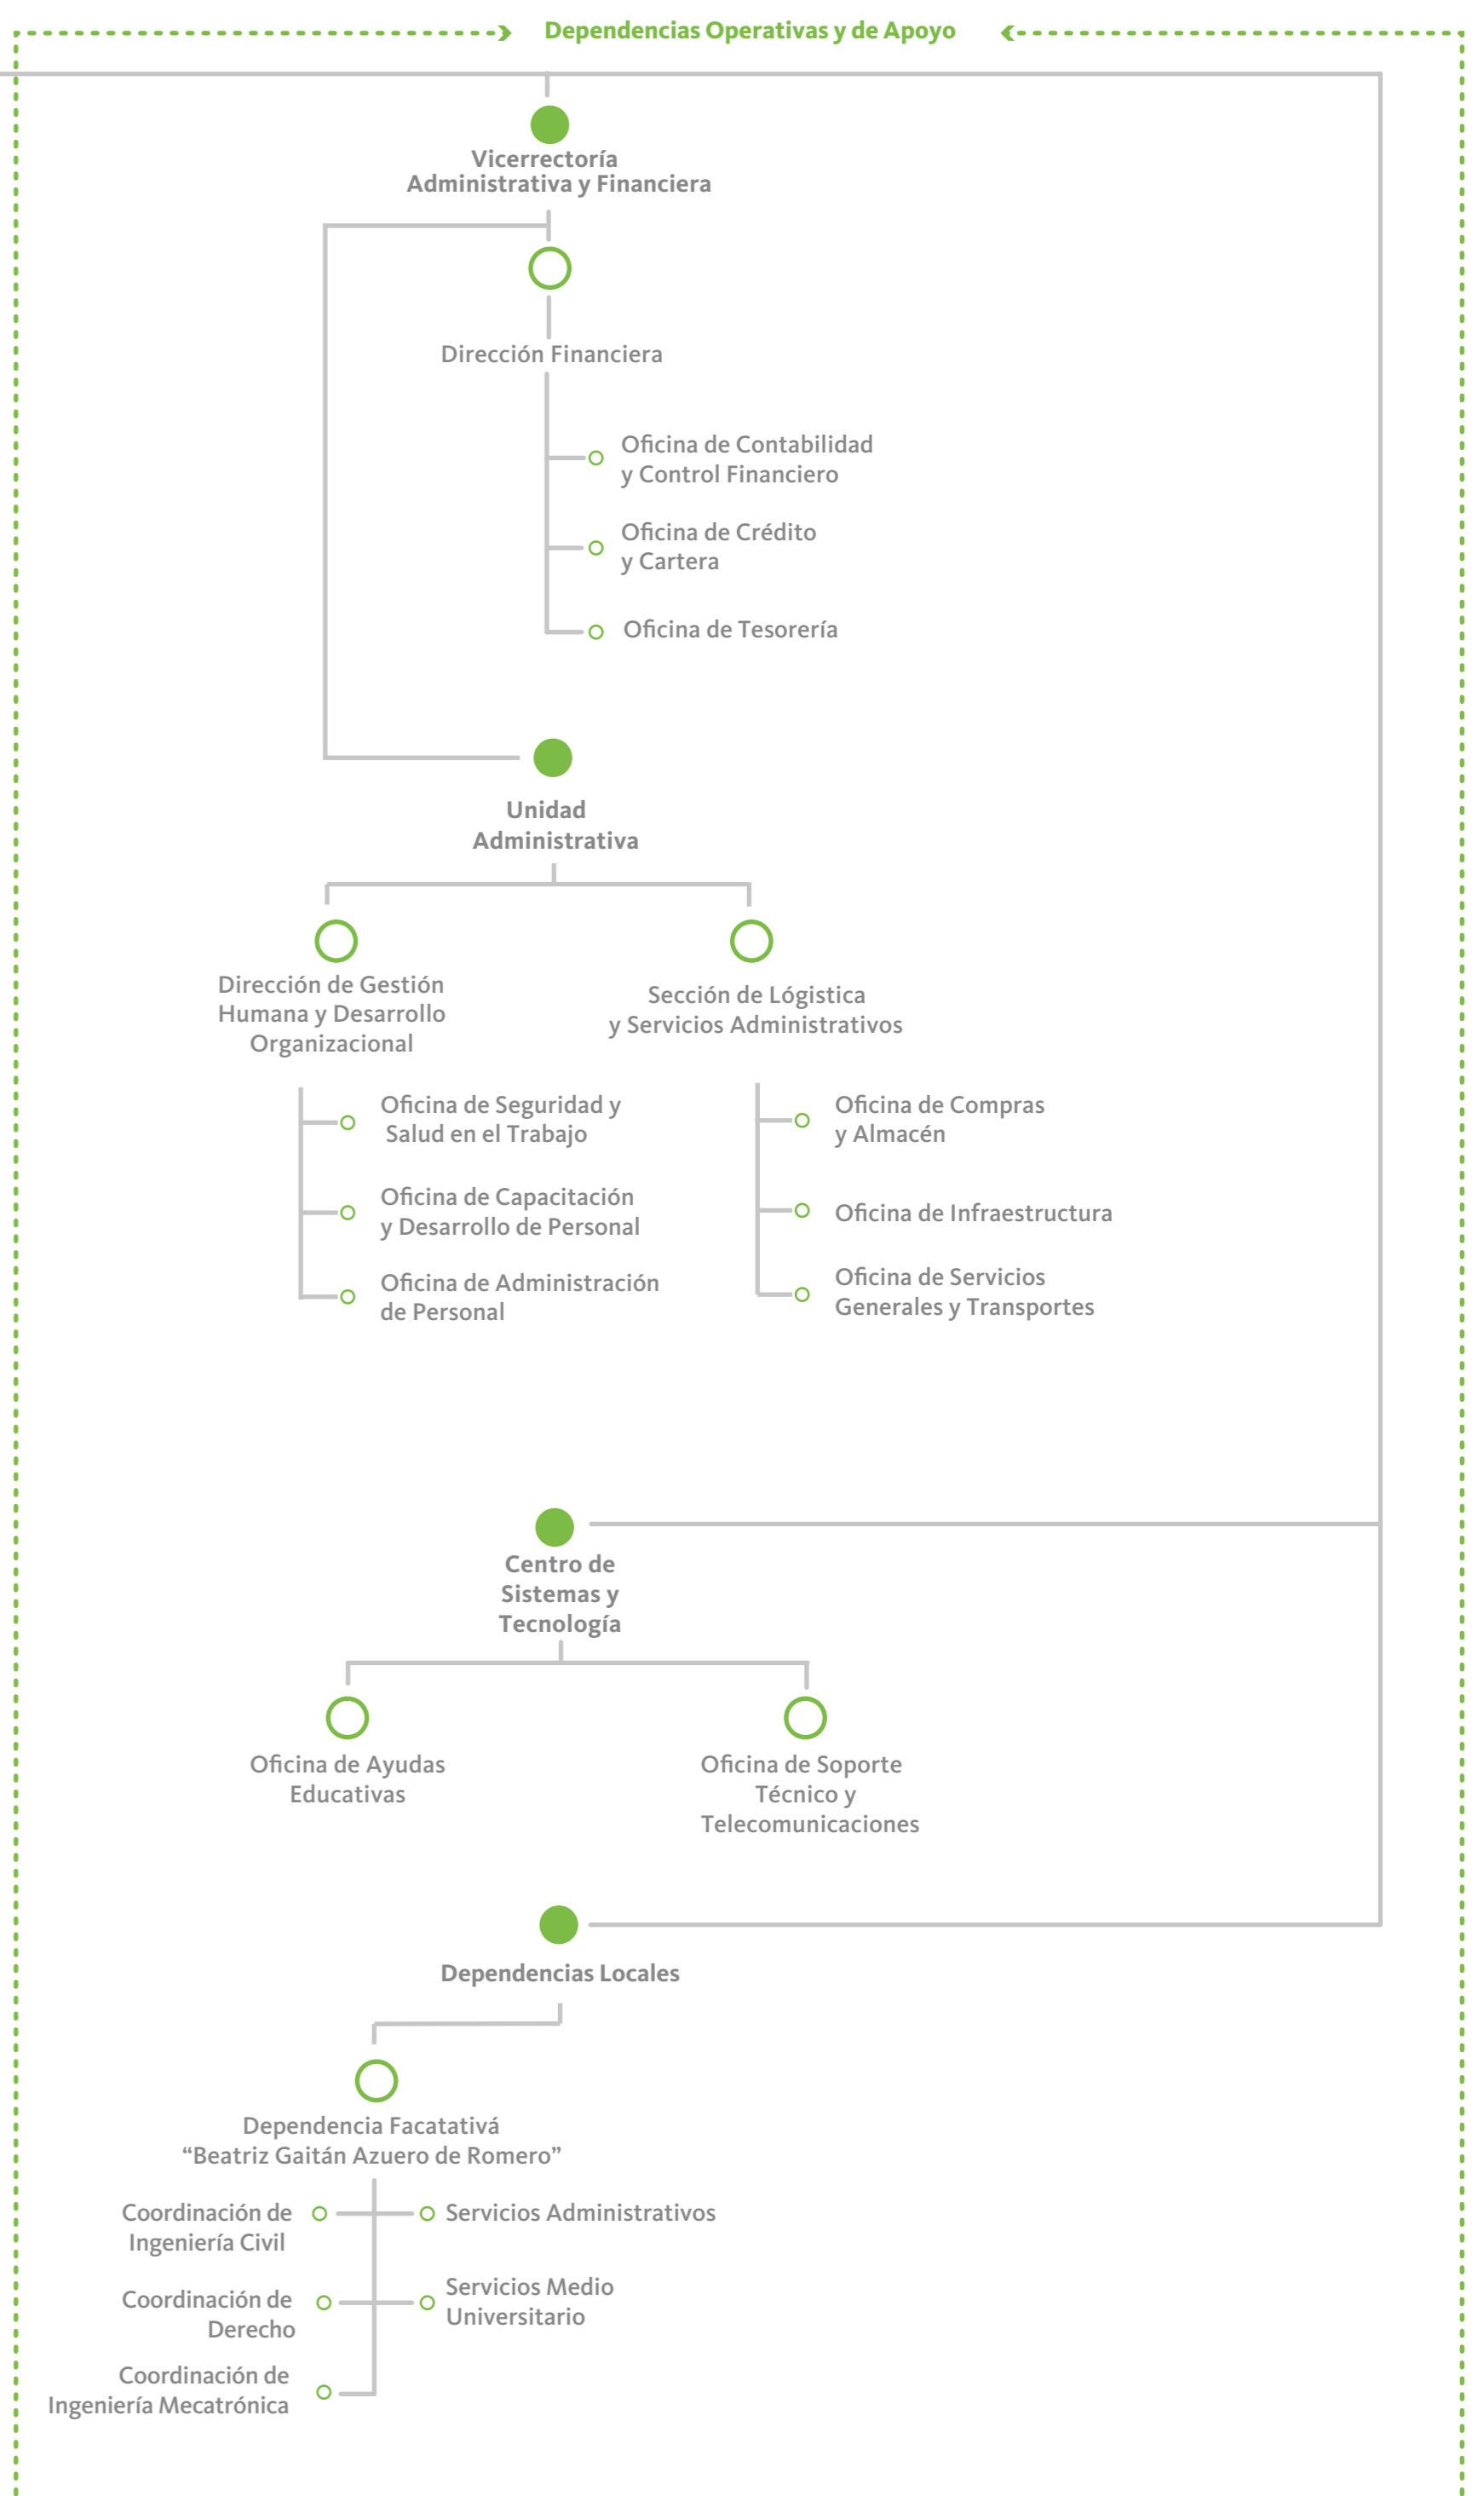 Dependencias Operativas y de Apoyo
Vicerrectoría
Administrativa y Financiera
Dirección Financiera
Oficina de Contabilidad
y Control Financiero
Oficina de Crédito
y Cartera
Oficina de Tesorería
Unidad
Administrativa
Dirección de Gestión
Humana y Desarrollo
Organizacional
Oficina de Seguridad y
Salud en el Trabajo
Oficina de Capacitación
y Desarrollo de Personal
Oficina de Administración
de Personal
Sección de Lógistica
y Servicios Administrativos
Oficina de Compras
y Almacén
Oficina de Infraestructura
Oficina de Servicios
Generales y Transportes
Centro de
Sistemas y
Tecnología
Oficina de Ayudas
Educativas
Oficina de Soporte
Técnico y
Telecomunicaciones
Dependencias Locales
Dependencia Facatativá
“Beatriz Gaitán Azuero de Romero”
Coordinación de
Ingeniería Civil
Coordinación de
Derecho
Coordinación de
Ingeniería Mecatrónica
Servicios Administrativos
Servicios Medio
Universitario